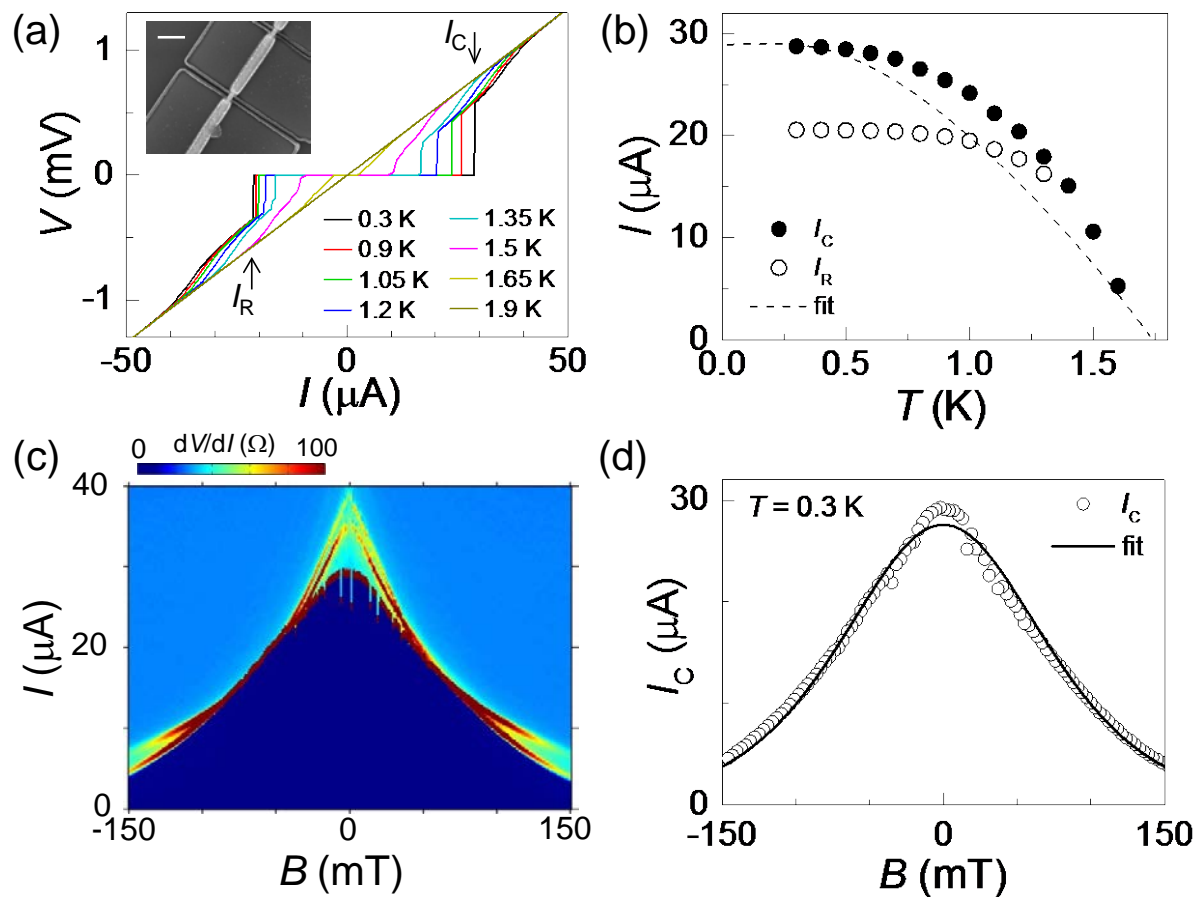 (a)
V (mV)
1
0
-1
I_C
I_R
0.3 K
0.9 K
1.05 K
1.2 K
1.35 K
1.5 K
1.65 K
1.9 K
-50
0
50
I (μA)
(b)
I (μA)
30
20
10
0
I_C
I_R
fit
0.0
0.5
1.0
1.5
T (K)
(c)
0
dV/dI (Ω)
100
I (μA)
40
20
0
-150
0
150
B (mT)
(d)
I_C (μA)
30
0
T = 0.3 K
I_C
fit
-150
0
150
B (mT)